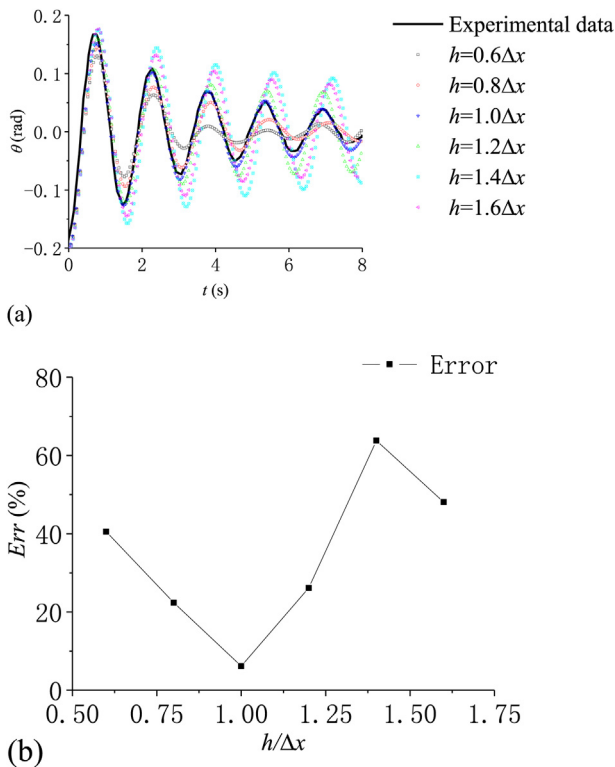 0.2
0.1
0.0
-0.1
-0.2
θ (rad)
0 2 4 6 8
t (s)
Experimental data
h=0.6Δx
h=0.8Δx
h=1.0Δx
h=1.2Δx
h=1.4Δx
h=1.6Δx
(a)
Error
80
60
40
20
0
Err (%)
0.50 0.75 1.00 1.25 1.50 1.75
h/Δx
(b)